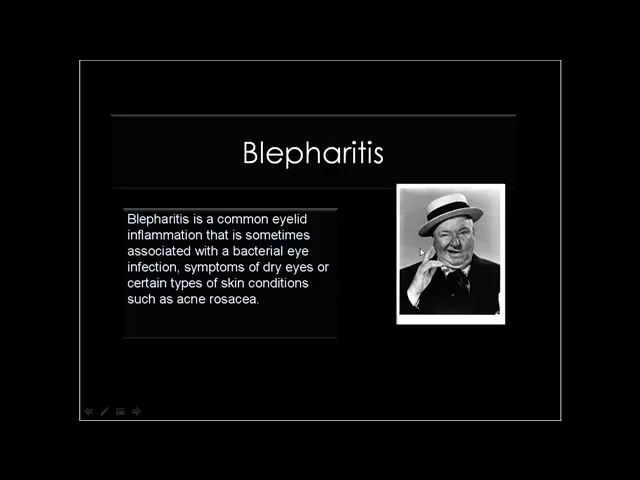 Blepharitis
Blepharitis is a common eyelid
inflammation that is sometimes
associated with a bacterial eye
infection, symptoms of dry eyes or
certain types of skin conditions
such as acne rosacea.